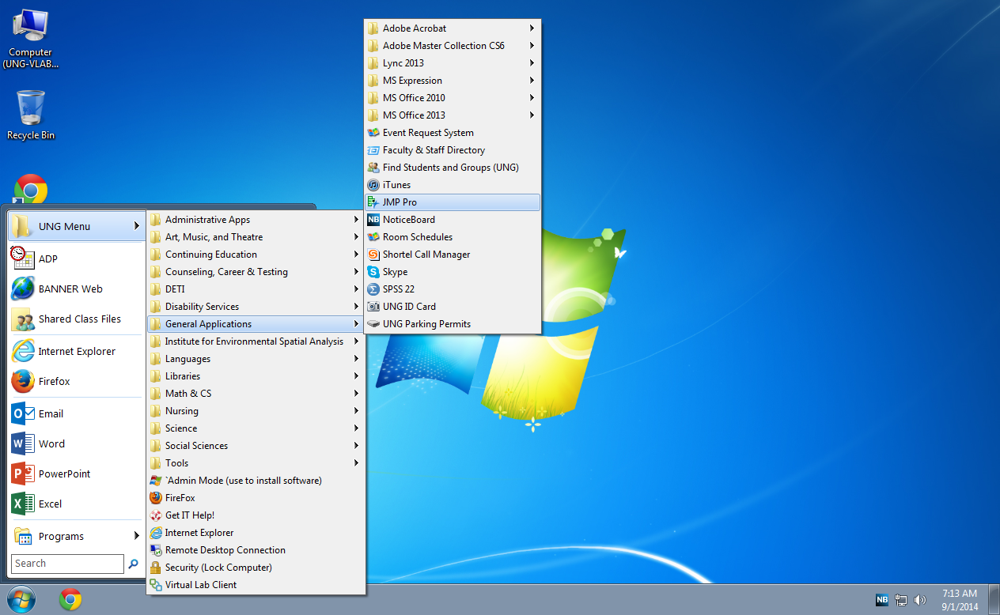 Computer
(UNG-VLAB...
Recycle Bin
UNG Menu
ADP
BANNER Web
Shared Class Files
Internet Explorer
Firefox
Email
Word
PowerPoint
Excel
Programs
Search
Administrative Apps
Art, Music, and Theatre
Continuing Education
Counseling, Career & Testing
DETI
Disability Services
General Applications
Institute for Environmental Spatial Analysis
Languages
Libraries
Math & CS
Nursing
Science
Social Sciences
Tools
`Admin Mode (use to install software)
FireFox
Get IT Help!
Internet Explorer
Remote Desktop Connection
Security (Lock Computer)
Virtual Lab Client
Adobe Acrobat
Adobe Master Collection CS6
Lync 2013
MS Expression
MS Office 2010
MS Office 2013
Event Request System
Faculty & Staff Directory
Find Students and Groups (UNG)
iTunes
JMP Pro
NB NoticeBoard
Room Schedules
Shortel Call Manager
Skype
SPSS 22
UNG ID Card
UNG Parking Permits
NB
7:13 AM
9/1/2014